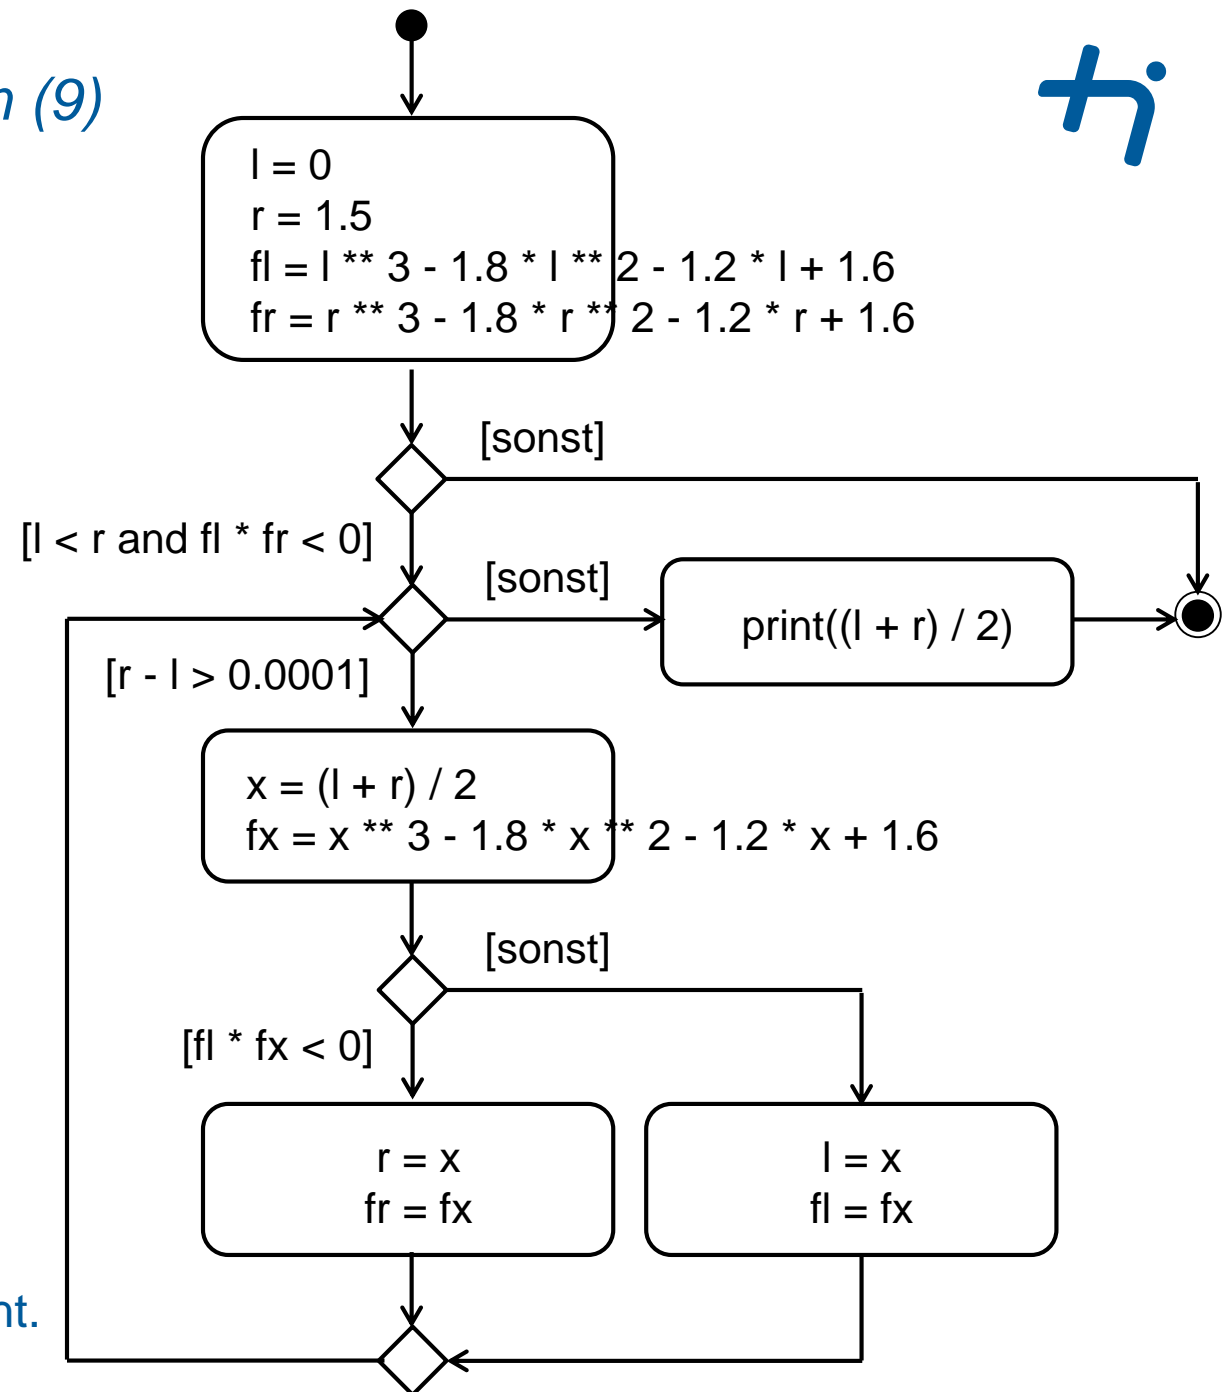 n (9)
l = 0
r = 1.5
fl = l ** 3 - 1.8 * l ** 2 - 1.2 * l + 1.6
fr = r ** 3 - 1.8 * r ** 2 - 1.2 * r + 1.6
[sonst]
[l < r and fl * fr < 0]
[sonst]
print((l + r) / 2)
[r - l > 0.0001]
x = (l + r) / 2
fx = x ** 3 - 1.8 * x ** 2 - 1.2 * x + 1.6
[sonst]
[fl * fx < 0]
r = x
fr = fx
l = x
fl = fx
nt.